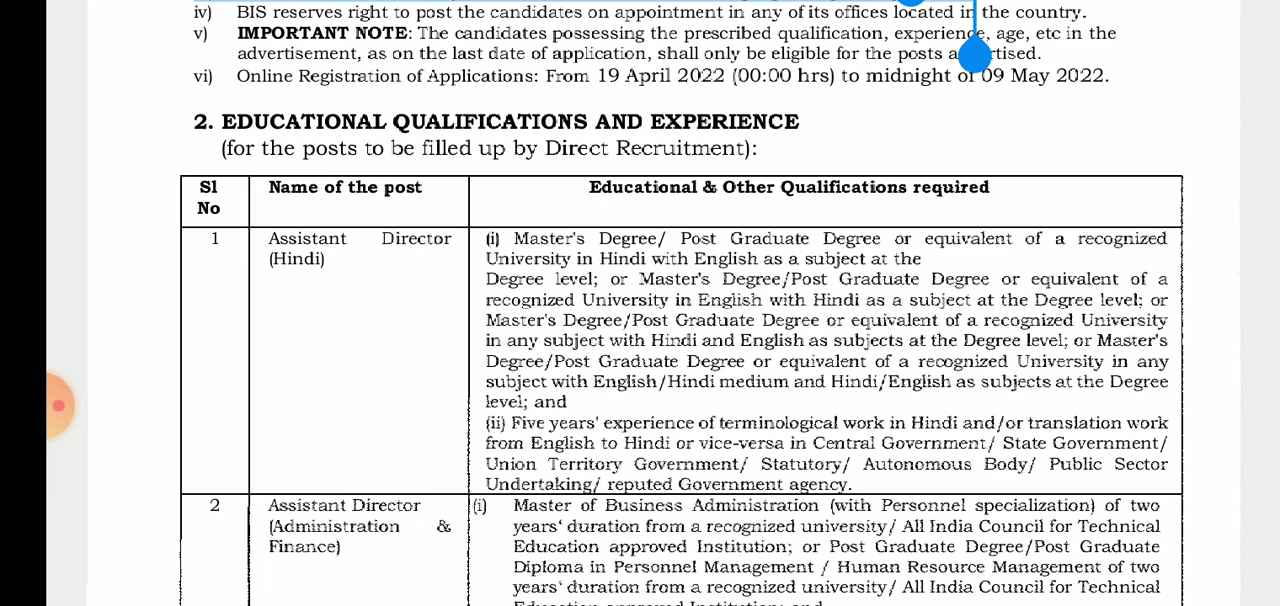 iv) BIS reserves right to post the candidates on appointment in any of its offices located in the country.
v) IMPORTANT NOTE: The candidates possessing the prescribed qualification, experience, age, etc in the
advertisement, as on the last date of application, shall only be eligible for the posts a rtised.
vi) Online Registration of Applications: From 19 April 2022 (00:00 hrs) to midnight of 09 May 2022.
2. EDUCATIONAL QUALIFICATIONS AND EXPERIENCE
(for the posts to be filled up by Direct Recruitment):
Sl No Name of the post Educational & Other Qualifications required
1 Assistant Director (Hindi)
(i) Master's Degree/ Post Graduate Degree or equivalent of a recognized
University in Hindi with English as a subject at the
Degree level; or Master's Degree/Post Graduate Degree or equivalent of a
recognized University in English with Hindi as a subject at the Degree level; or
Master's Degree/Post Graduate Degree or equivalent of a recognized University
in any subject with Hindi and English as subjects at the Degree level; or Master's
Degree/Post Graduate Degree or equivalent of a recognized University in any
subject with English/Hindi medium and Hindi/English as subjects at the Degree
level; and
(ii) Five years' experience of terminological work in Hindi and/or translation work
from English to Hindi or vice-versa in Central Government/ State Government/
Union Territory Government/ Statutory/ Autonomous Body/ Public Sector
Undertaking/ reputed Government agency.
2 Assistant Director (Administration & Finance)
(i) Master of Business Administration (with Personnel specialization) of two
years' duration from a recognized university/ All India Council for Technical
Education approved Institution; or Post Graduate Degree/Post Graduate
Diploma in Personnel Management / Human Resource Management of two
years' duration from a recognized university/ All India Council for Technical